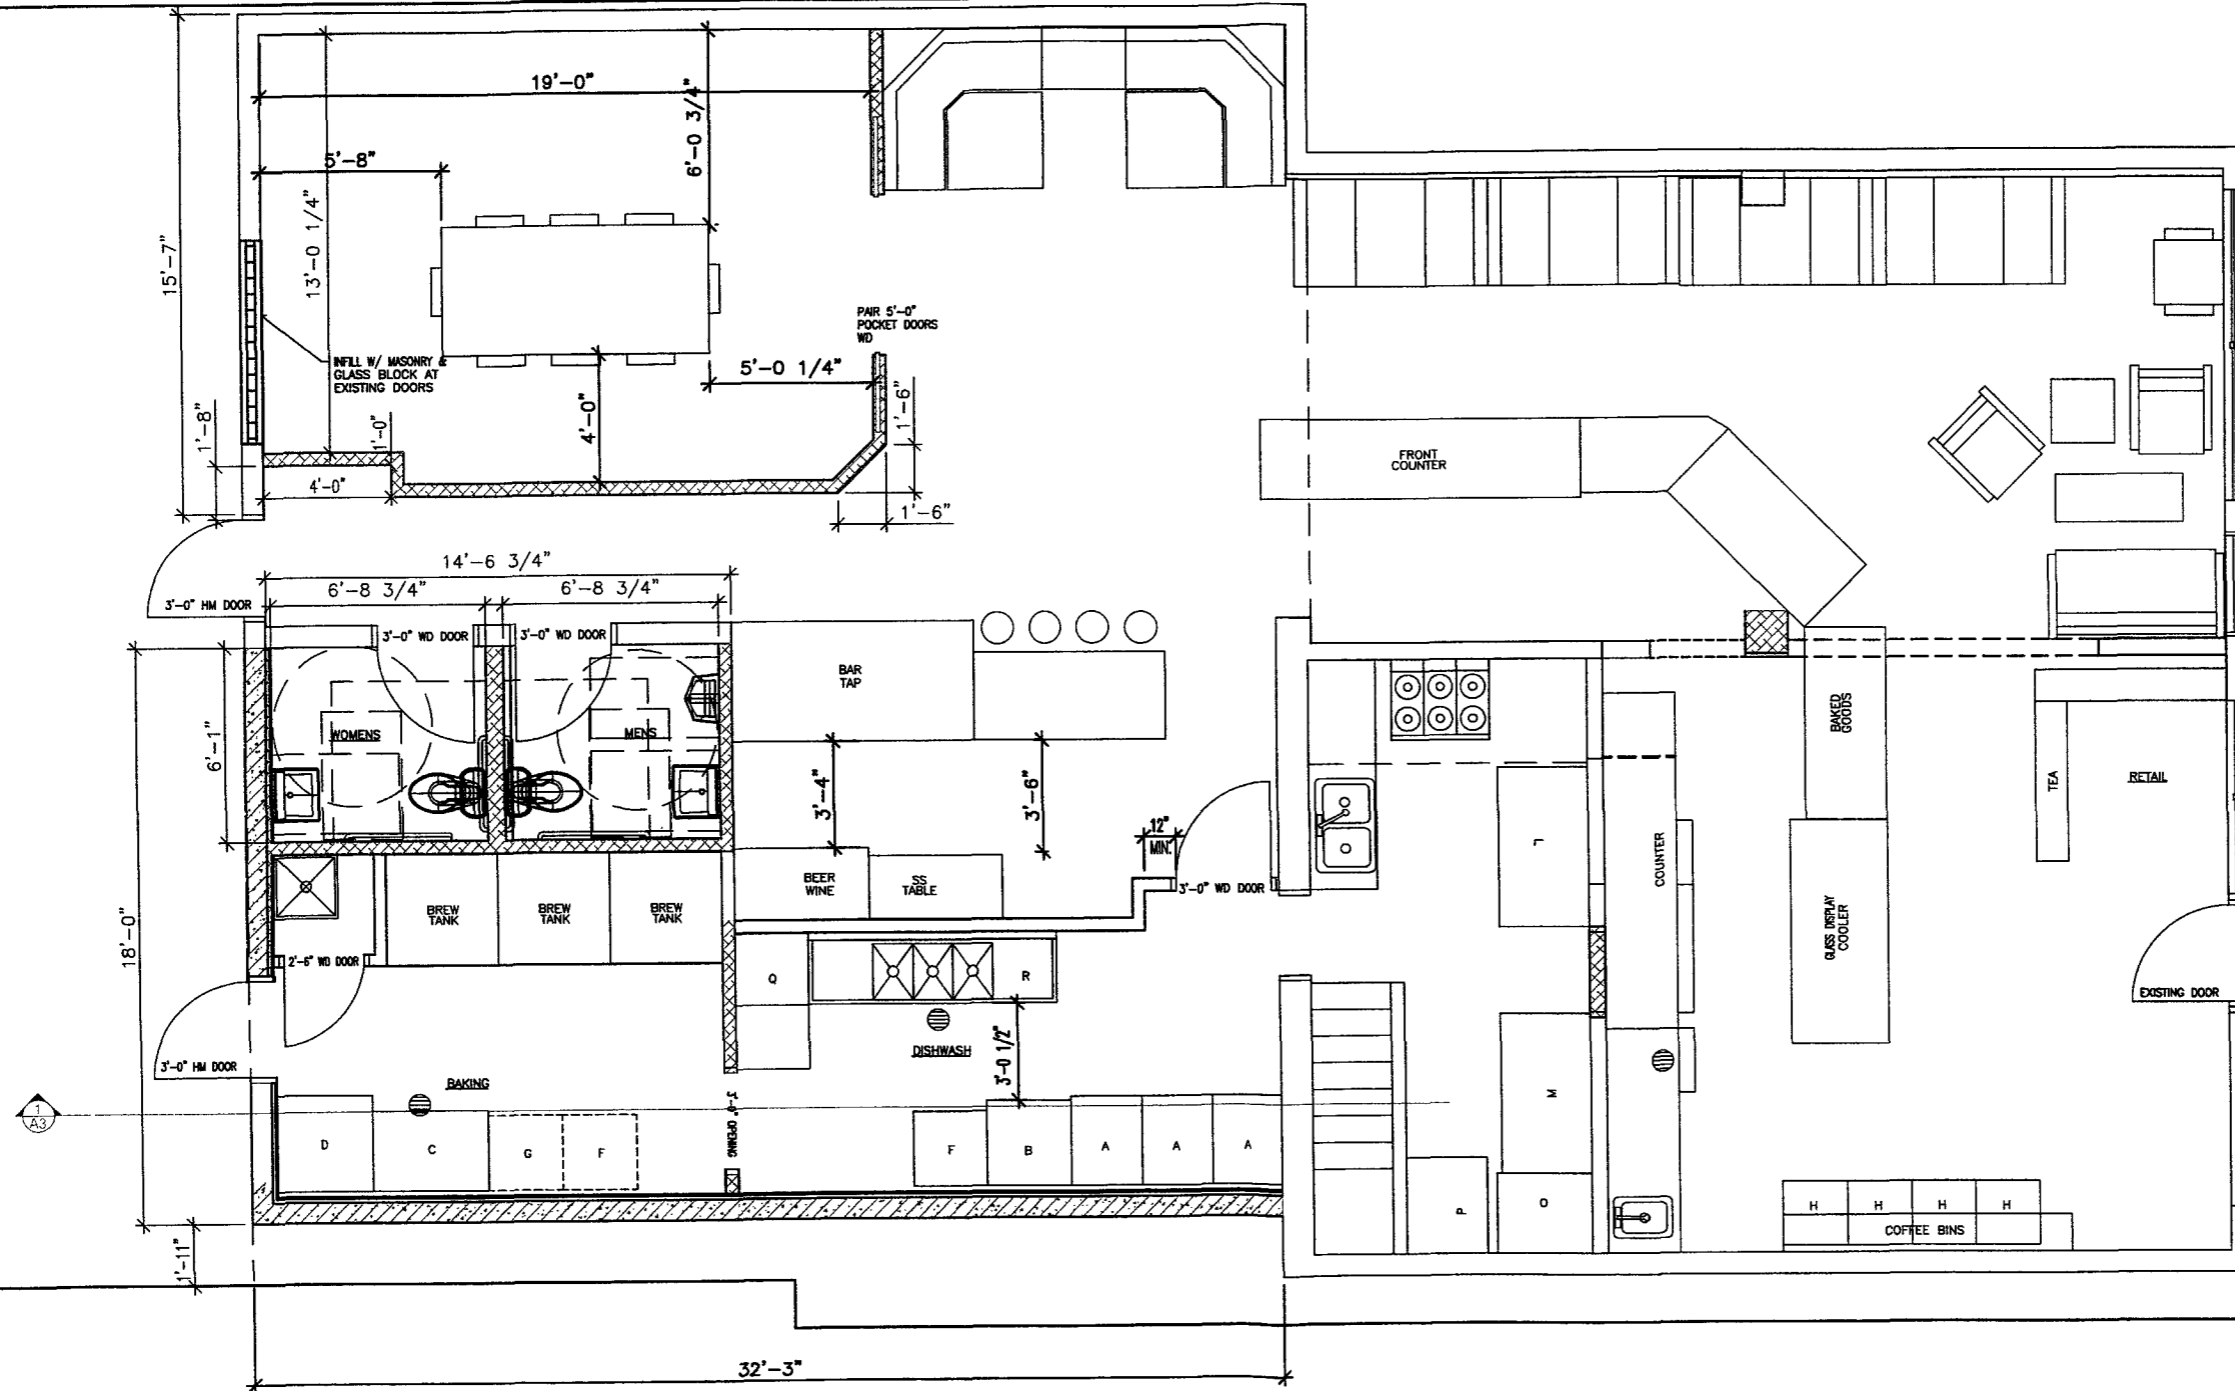 19'-0"
6'-0 3/4"
5'-8"
13'-0 1/4"
15'-7"
PAIR 5'-0"
POCKET DOORS
WD
INFILL W/ MASONRY &
GLASS BLOCK AT
EXISTING DOORS
5'-0 1/4"
1'-6"
4'-0"
1'-8"
1'-0"
4'-0"
1'-6"
FRONT
COUNTER
14'-6 3/4"
6'-8 3/4"
6'-8 3/4"
3'-0" HM DOOR
3'-0" WD DOOR
3'-0" WD DOOR
BAR
TAP
WOMENS
MENS
6'-1"
3'-4"
3'-6"
12"
MIN.
3'-0" WD DOOR
BAKED
GOODS
TEA
RETAIL
L
COUNTER
BEER
WINE
SS
TABLE
BREW
TANK
BREW
TANK
BREW
TANK
GLASS DISPLAY
COOLER
18'-0"
2'-6" WD DOOR
Q
R
EXISTING DOOR
DISHWASH
3'-0 1/2"
3'-0" HM DOOR
BAKING
1
A3
3'-0" OPENING
M
D
C
G
F
F
B
A
A
A
P
O
H
H
H
H
COFFEE BINS
1'-11"
32'-3"